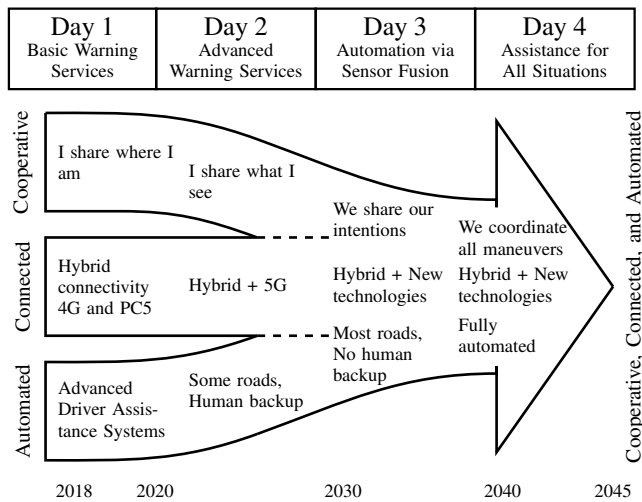 Day 1
Basic Warning
Services
Day 2
Advanced
Warning Services
Day 3
Automation via
Sensor Fusion
Day 4
Assistance for
All Situations
Cooperative
I share where I
am
I share what I
see
We share our
intentions
We coordinate
all maneuvers
Connected
Hybrid
connectivity
4G and PC5
Hybrid + 5G
Hybrid + New
technologies
Hybrid + New
technologies
Automated
Advanced
Driver Assis-
tance Systems
Some roads,
Human backup
Most roads,
No human
backup
Fully
automated
Cooperative, Connected, and Automated
2018
2020
2030
2040
2045